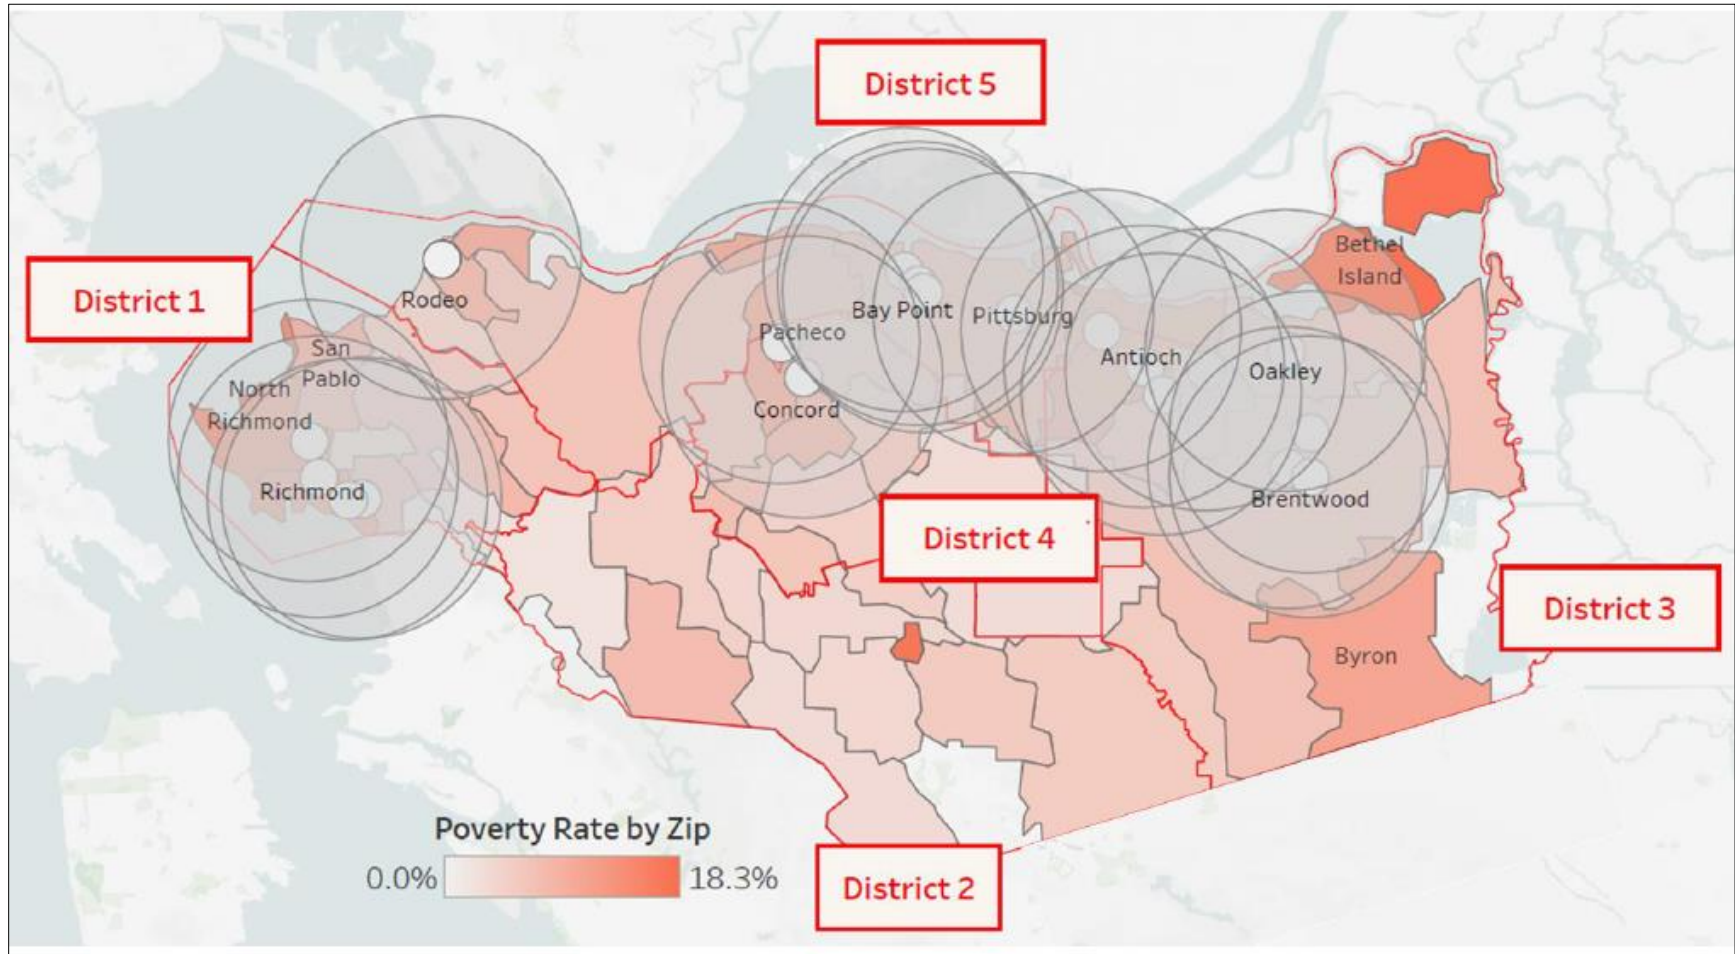 District 5
District 1
Rodeo
Bethel
Island
San
Pablo
North
Richmond
Richmond
Pacheco
Bay Point
Pittsburg
Concord
Antioch
Oakley
Brentwood
District 4
District 3
Byron
Poverty Rate by Zip
0.0%
18.3%
District 2